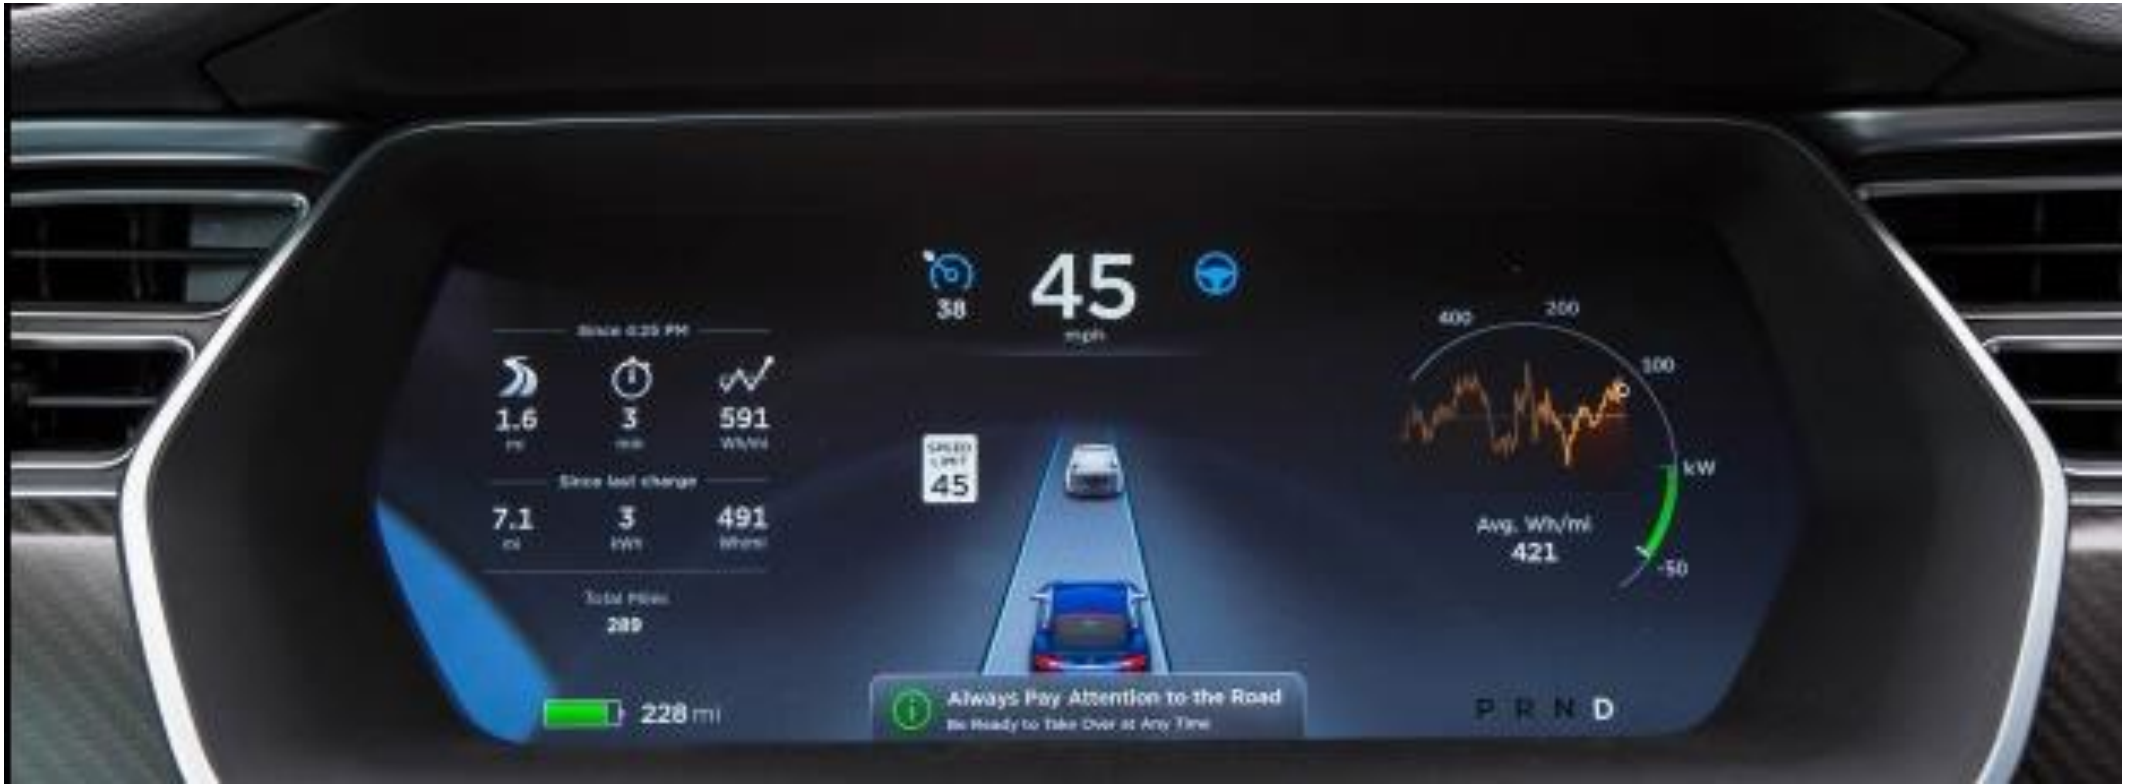 45
mph
38
Since 4:25 PM
1.6 3 591
mi min Wh/mi
Since last charge
7.1 3 491
mi kWh Wh/mi
Total Miles
289
228 mi
SPEED
LIMIT
45
Always Pay Attention to the Road
Be Ready to Take Over at Any Time
400
200
100
kW
-50
Avg. Wh/mi
421
P R N D